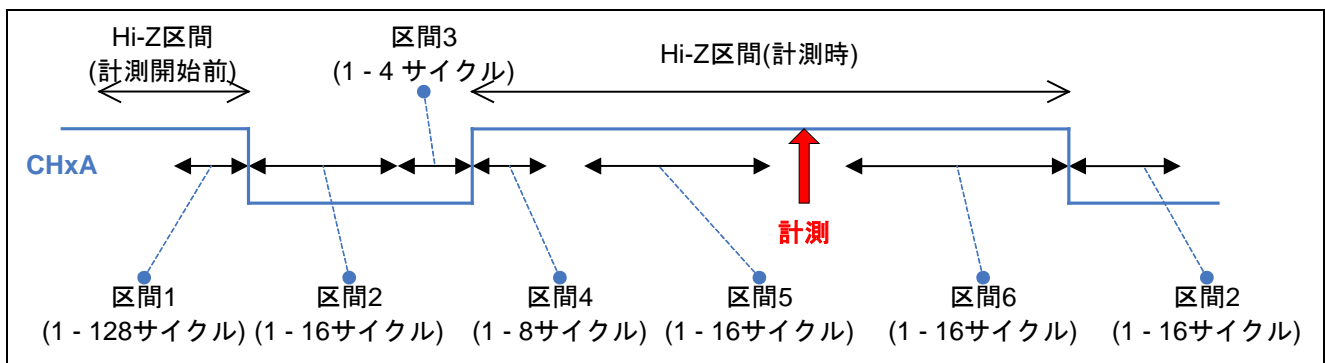 Hi-Z区間
(計測開始前)
区間3
(1 - 4 サイクル)
Hi-Z区間(計測時)
CHxA
計測
区間1
(1 - 128サイクル)
区間2
(1 - 16サイクル)
区間4
(1 - 8サイクル)
区間5
(1 - 16サイクル)
区間6
(1 - 16サイクル)
区間2
(1 - 16サイクル)